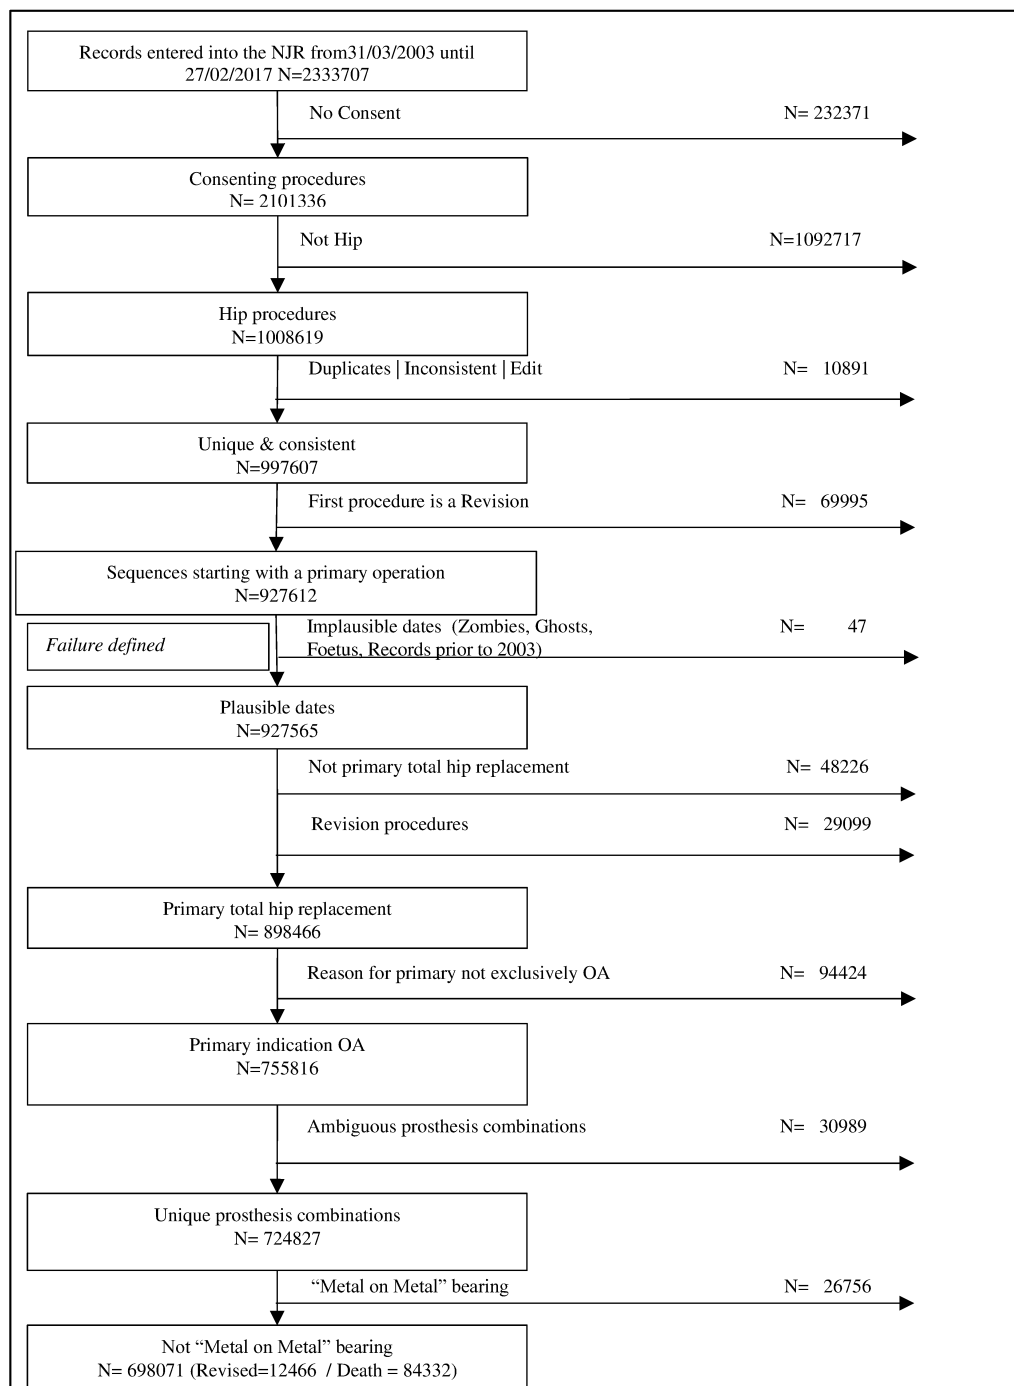 Records entered into the NJR from31/03/2003 until
27/02/2017 N=2333707
No Consent N= 232371
Consenting procedures
N= 2101336
Not Hip N=1092717
Hip procedures
N=1008619
Duplicates | Inconsistent | Edit N= 10891
Unique & consistent
N=997607
First procedure is a Revision N= 69995
Sequences starting with a primary operation
N=927612
Failure defined
Implausible dates (Zombies, Ghosts, N= 47
Foetus, Records prior to 2003)
Plausible dates
N=927565
Not primary total hip replacement N= 48226
Revision procedures N= 29099
Primary total hip replacement
N= 898466
Reason for primary not exclusively OA N= 94424
Primary indication OA
N=755816
Ambiguous prosthesis combinations N= 30989
Unique prosthesis combinations
N= 724827
“Metal on Metal” bearing N= 26756
Not “Metal on Metal” bearing
N= 698071 (Revised=12466 / Death = 84332)